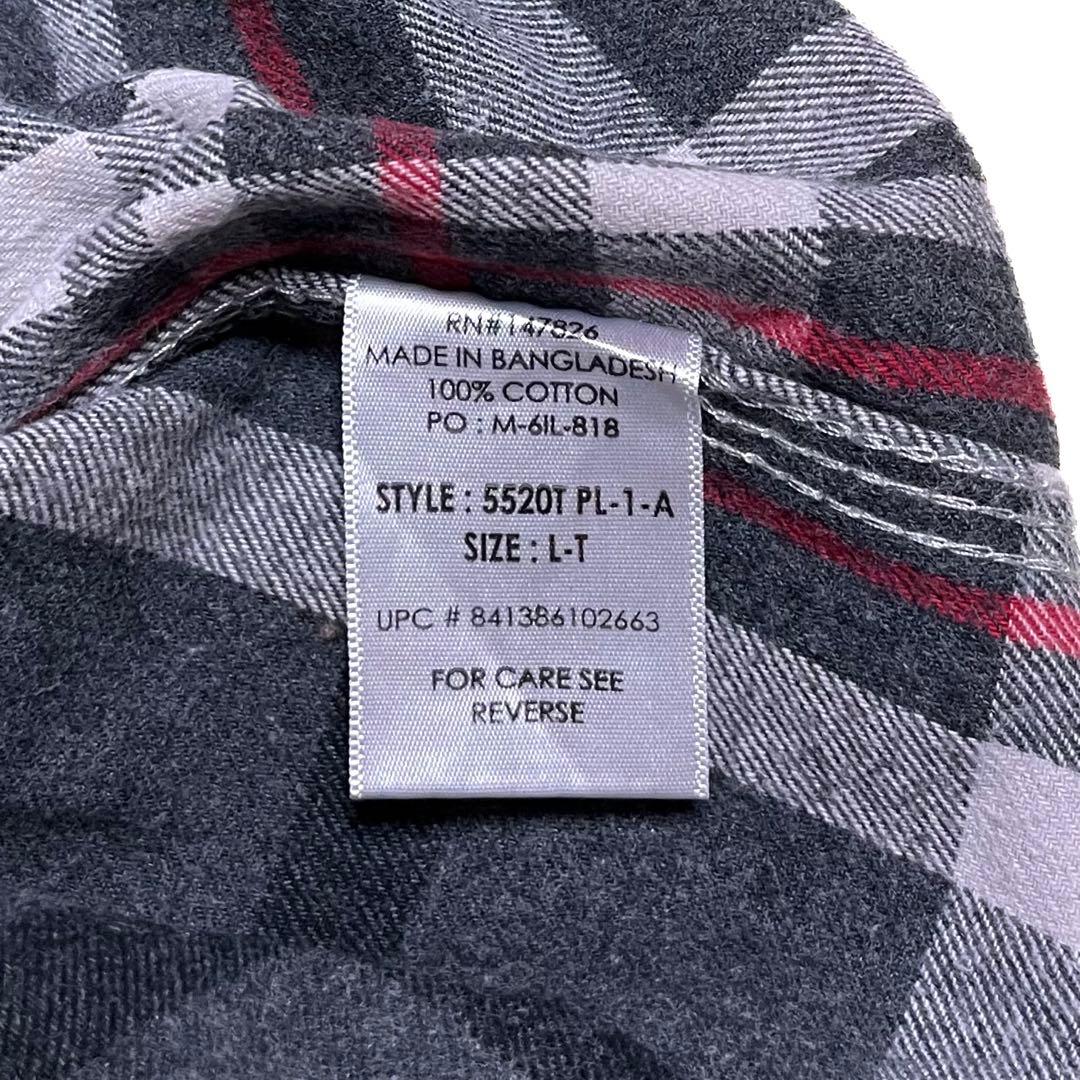 RN#147826
MADE IN BANGLADESH
100% COTTON
PO : M-6IL-818
STYLE : 5520T PL-1-A
SIZE : L-T
UPC # 841386102663
FOR CARE SEE
REVERSE